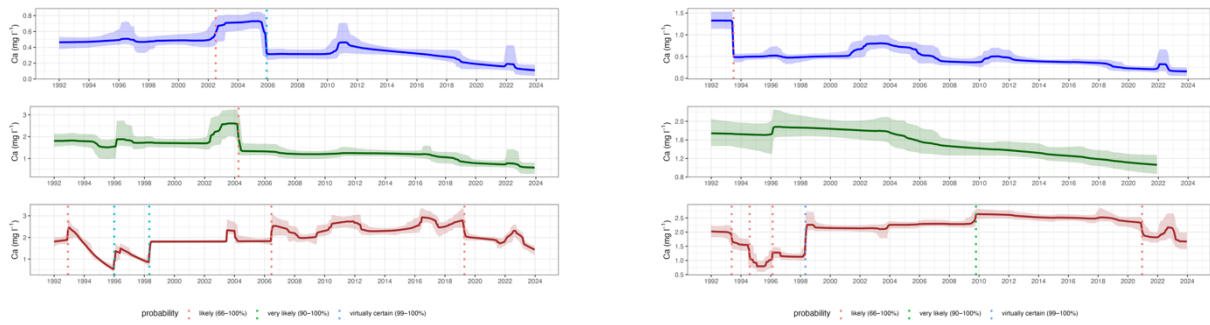 Ca (mg l⁻¹)
0.8
0.6
0.4
0.2
0.0
1992 1994 1996 1998 2000 2002 2004 2006 2008 2010 2012 2014 2016 2018 2020 2022 2024
Ca (mg l⁻¹)
3
2
1
1992 1994 1996 1998 2000 2002 2004 2006 2008 2010 2012 2014 2016 2018 2020 2022 2024
Ca (mg l⁻¹)
3
2
1
1992 1994 1996 1998 2000 2002 2004 2006 2008 2010 2012 2014 2016 2018 2020 2022 2024
probability likely (66−100%) very likely (90−100%) virtually certain (99−100%)
Ca (mg l⁻¹)
1.5
1.0
0.5
0.0
1992 1994 1996 1998 2000 2002 2004 2006 2008 2010 2012 2014 2016 2018 2020 2022 2024
Ca (mg l⁻¹)
2.0
1.6
1.2
0.8
1992 1994 1996 1998 2000 2002 2004 2006 2008 2010 2012 2014 2016 2018 2020 2022 2024
Ca (mg l⁻¹)
2.5
2.0
1.5
1.0
0.5
1992 1994 1996 1998 2000 2002 2004 2006 2008 2010 2012 2014 2016 2018 2020 2022 2024
probability likely (66−100%) very likely (90−100%) virtually certain (99−100%)